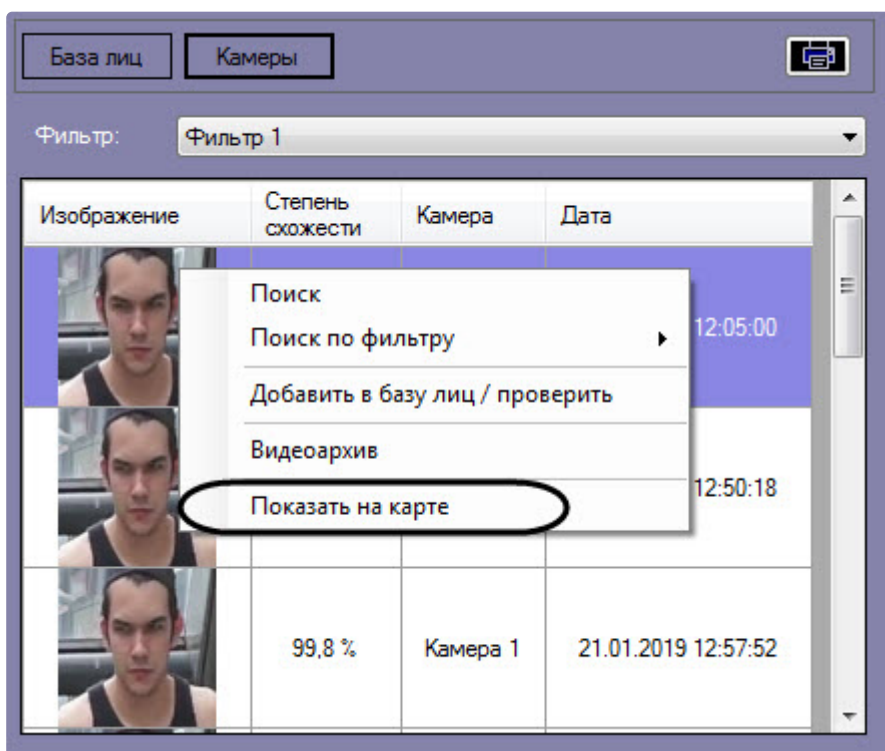 База лиц
Камеры
Фильтр:
Фильтр 1
Изображение
Степень
схожести
Камера
Дата
Поиск
12:05:00
Поиск по фильтру
Добавить в базу лиц / проверить
Видеоархив
12:50:18
Показать на карте
99,8 %
Камера 1
21.01.2019 12:57:52